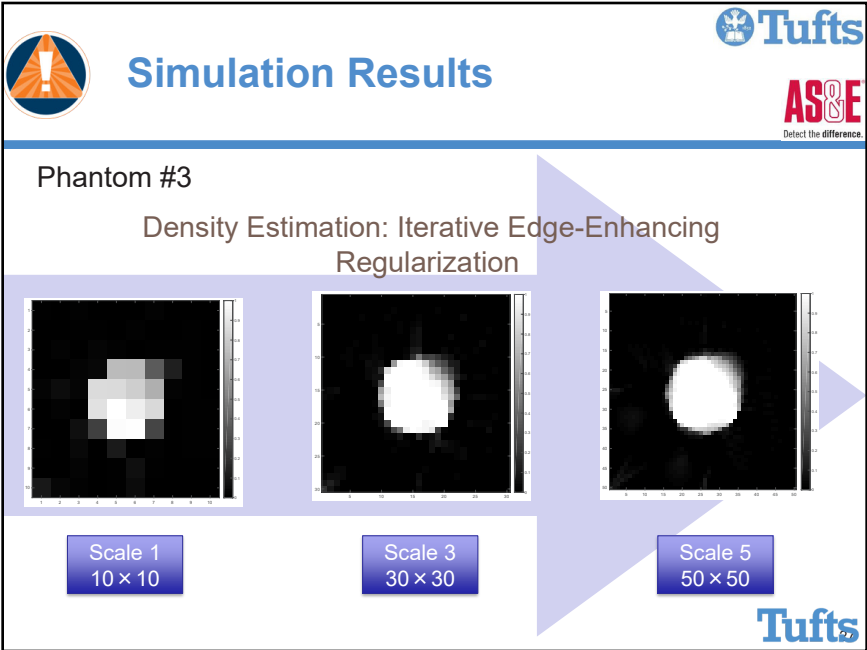 Tufts
Simulation Results
AS&E
Detect the difference.
Phantom #3
Density Estimation: Iterative Edge-Enhancing
Regularization
Scale 1
10×10
Scale 3
30×30
Scale 5
50×50
Tufts